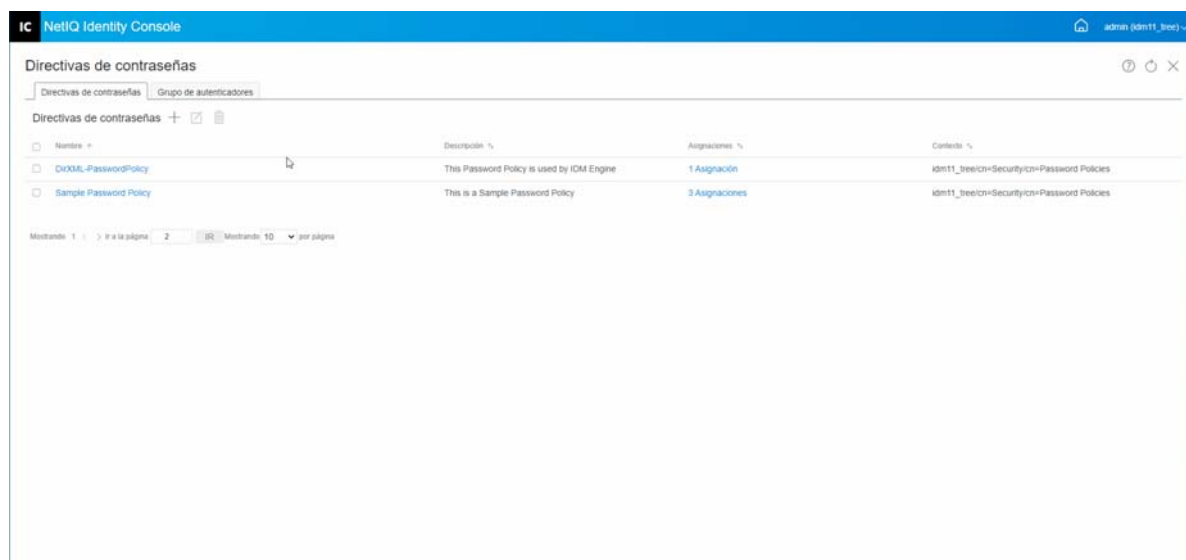 IC NetIQ Identity Console admin (idm11_tree)
Directivas de contraseñas
Directivas de contraseñas Grupo de autenticadores
Directivas de contraseñas
Nombre Descripción Asignaciones Contexto
DirXML-PasswordPolicy This Password Policy is used by IDM Engine 1 Asignación idm11_tree/cn=Security/cn=Password Policies
Sample Password Policy This is a Sample Password Policy 3 Asignaciones idm11_tree/cn=Security/cn=Password Policies
Mostrando 1 Ir a la página 2 IR Mostrando 10 por página